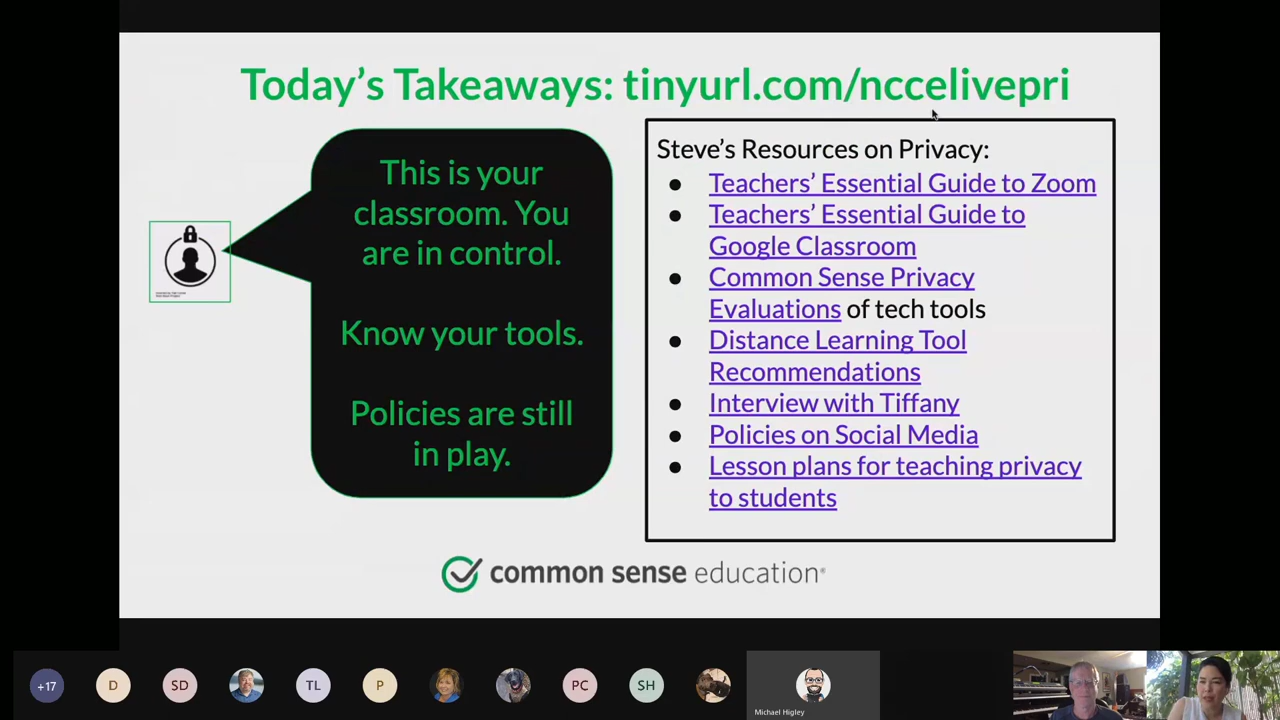 Today's Takeaways: tinyurl.com/nccelivepri
This is your
classroom. You
are in control.
Know your tools.
Policies are still
in play.
Steve's Resources on Privacy:
● Teachers' Essential Guide to Zoom
● Teachers' Essential Guide to
Google Classroom
● Common Sense Privacy
Evaluations of tech tools
● Distance Learning Tool
Recommendations
● Interview with Tiffany
● Policies on Social Media
● Lesson plans for teaching privacy
to students
common sense education®
+17
D
SD
TL
P
PC
SH
Michael Higley